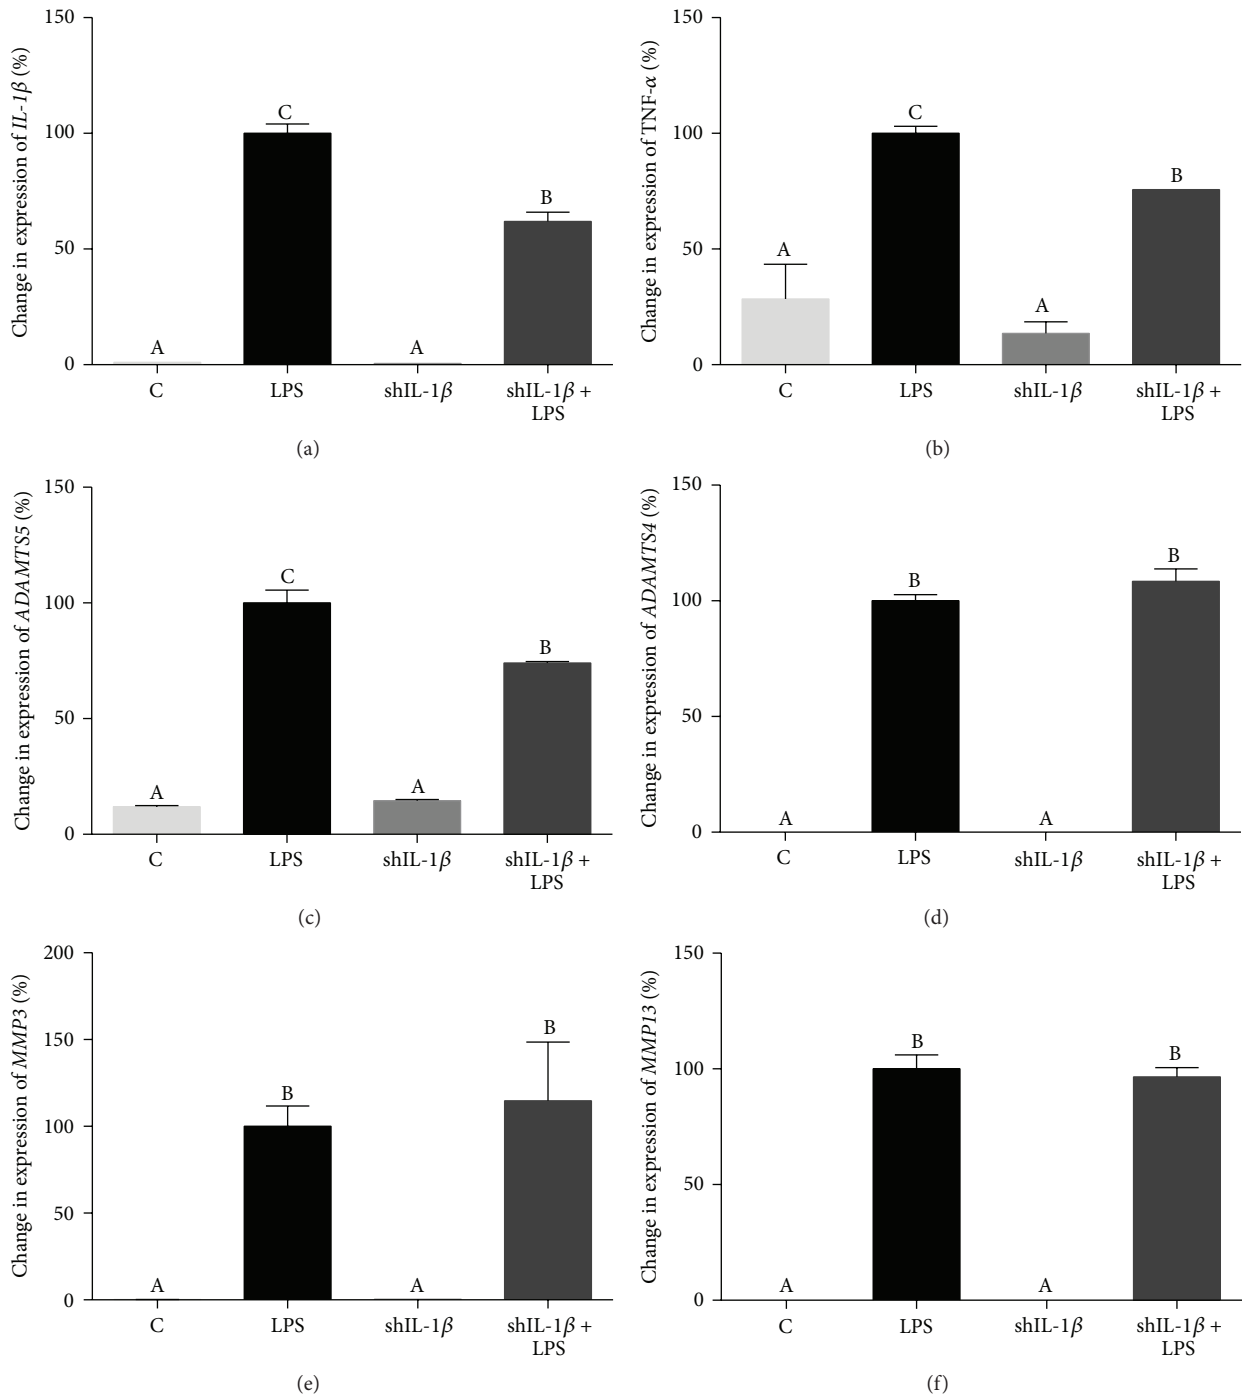 Change in expression of IL-1β (%)
150
100
50
0
A
C
A
B
C
LPS
shIL-1β
shIL-1β +
LPS
(a)
Change in expression of TNF-α (%)
150
100
50
0
A
C
A
B
C
LPS
shIL-1β
shIL-1β +
LPS
(b)
Change in expression of ADAMTS5 (%)
150
100
50
0
A
C
A
B
C
LPS
shIL-1β
shIL-1β +
LPS
(c)
Change in expression of ADAMTS4 (%)
150
100
50
0
A
B
A
B
C
LPS
shIL-1β
shIL-1β +
LPS
(d)
Change in expression of MMP3 (%)
200
150
100
50
0
A
B
A
B
C
LPS
shIL-1β
shIL-1β +
LPS
(e)
Change in expression of MMP13 (%)
150
100
50
0
A
B
A
B
C
LPS
shIL-1β
shIL-1β +
LPS
(f)